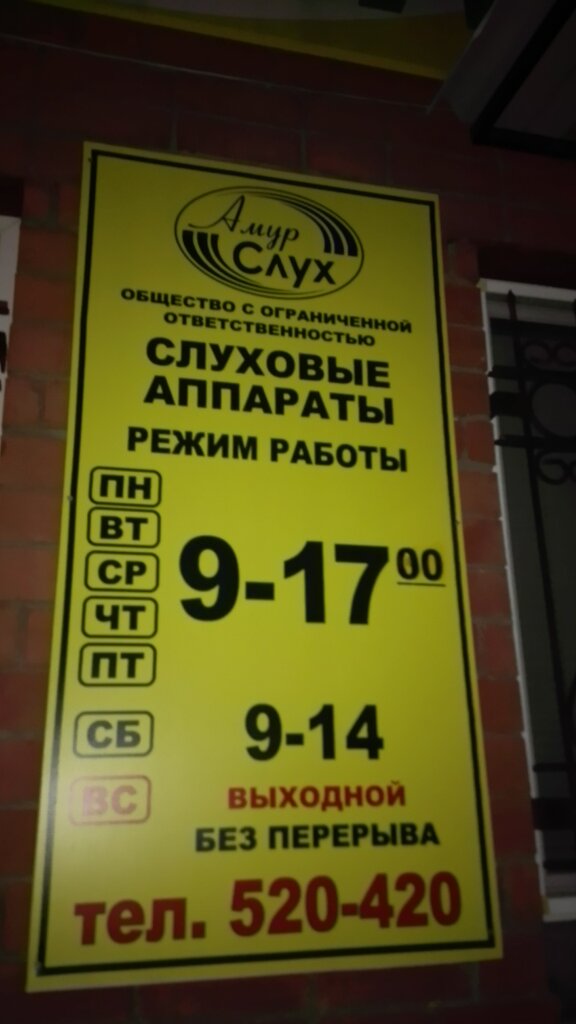 Амур
Слух
ОБЩЕСТВО С ОГРАНИЧЕННОЙ
ОТВЕТСТВЕННОСТЬЮ
СЛУХОВЫЕ
АППАРАТЫ
РЕЖИМ РАБОТЫ
ПН
ВТ
СР
ЧТ
ПТ
9-17 00
СБ 9-14
ВС ВЫХОДНОЙ
БЕЗ ПЕРЕРЫВА
тел. 520-420